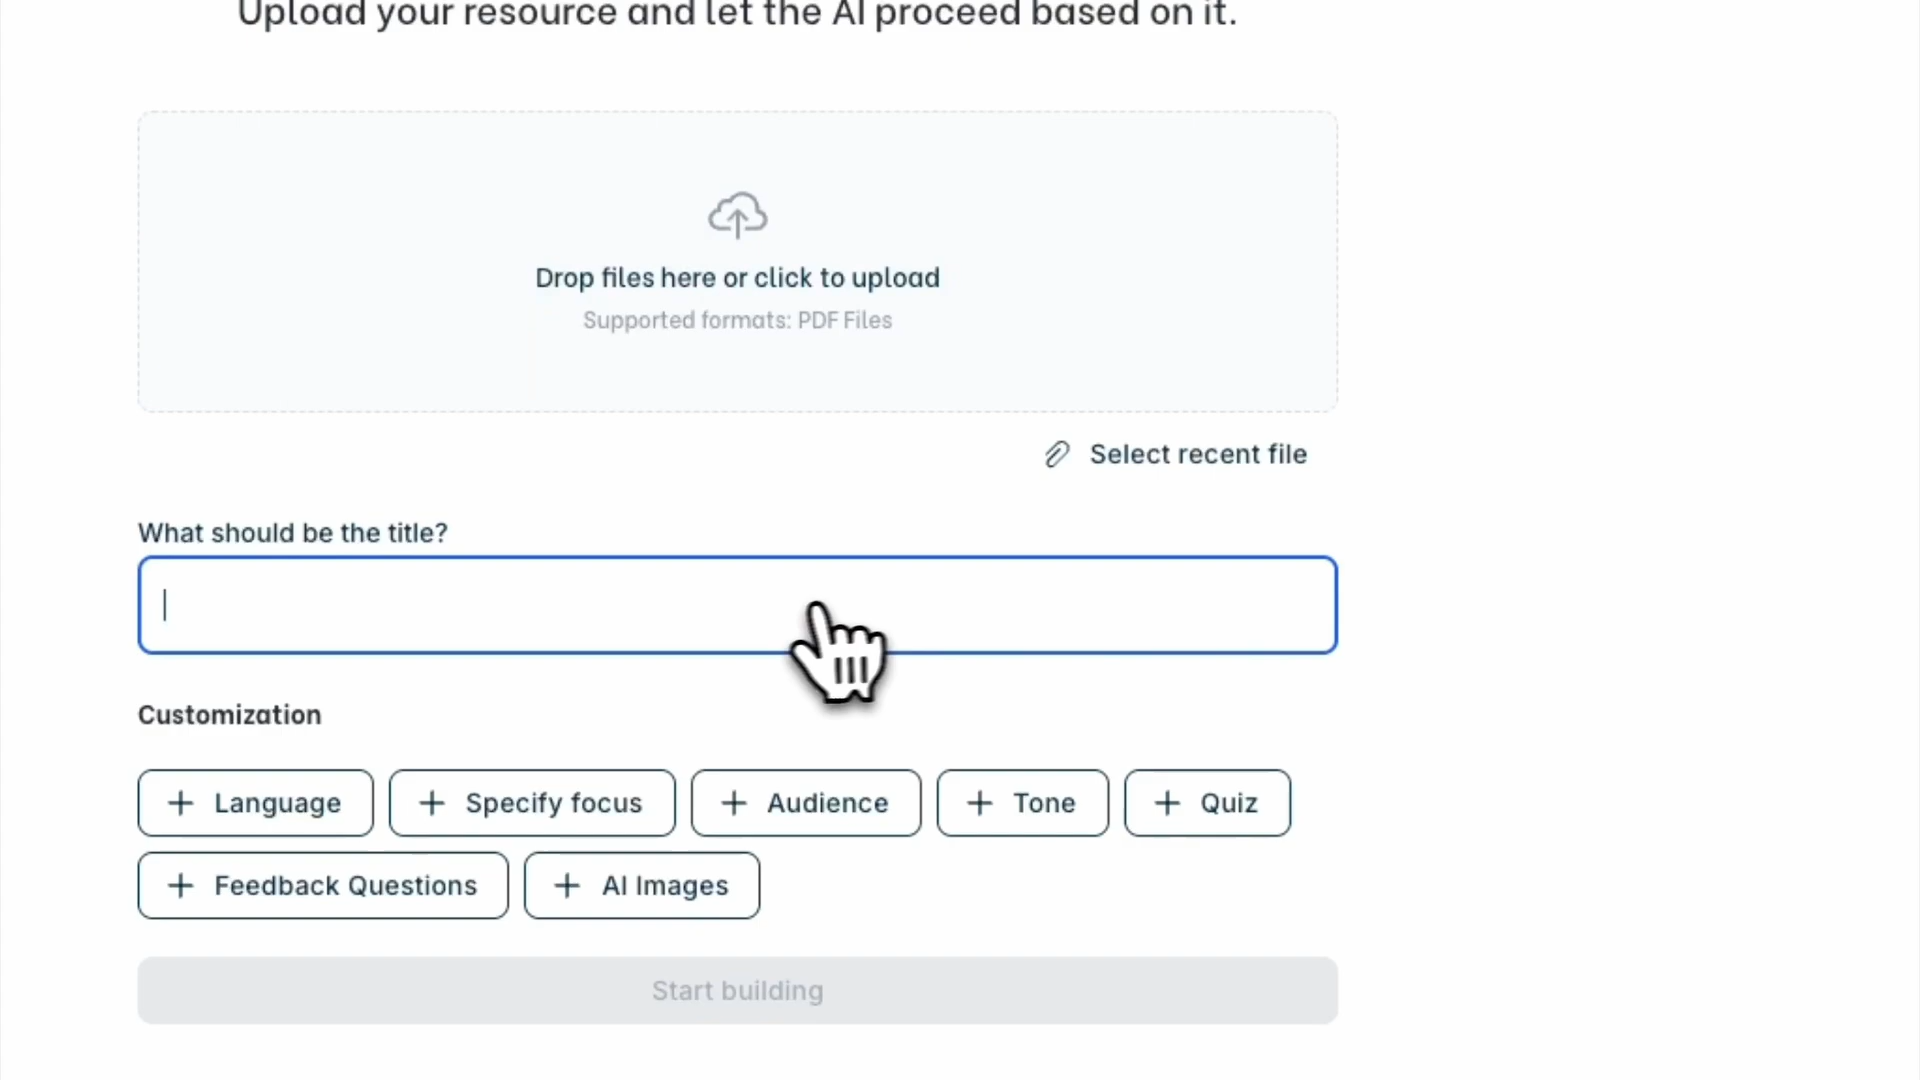 Upload your resource and let the AI proceed based on it.
Drop files here or click to upload
Supported formats: PDF Files
Select recent file
What should be the title?
Customization
Language
Specify focus
Audience
Tone
Quiz
Feedback Questions
AI Images
Start building